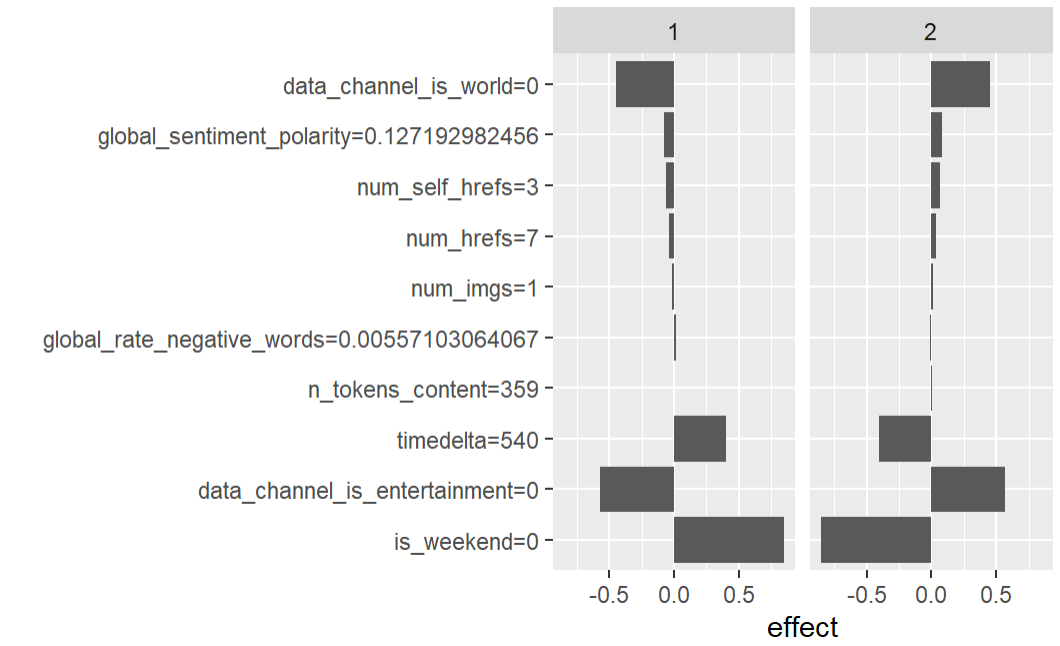 1 2
data_channel_is_world=0
global_sentiment_polarity=0.127192982456
num_self_hrefs=3
num_hrefs=7
num_imgs=1
global_rate_negative_words=0.00557103064067
n_tokens_content=359
timedelta=540
data_channel_is_entertainment=0
is_weekend=0
-0.5 0.0 0.5 -0.5 0.0 0.5
effect